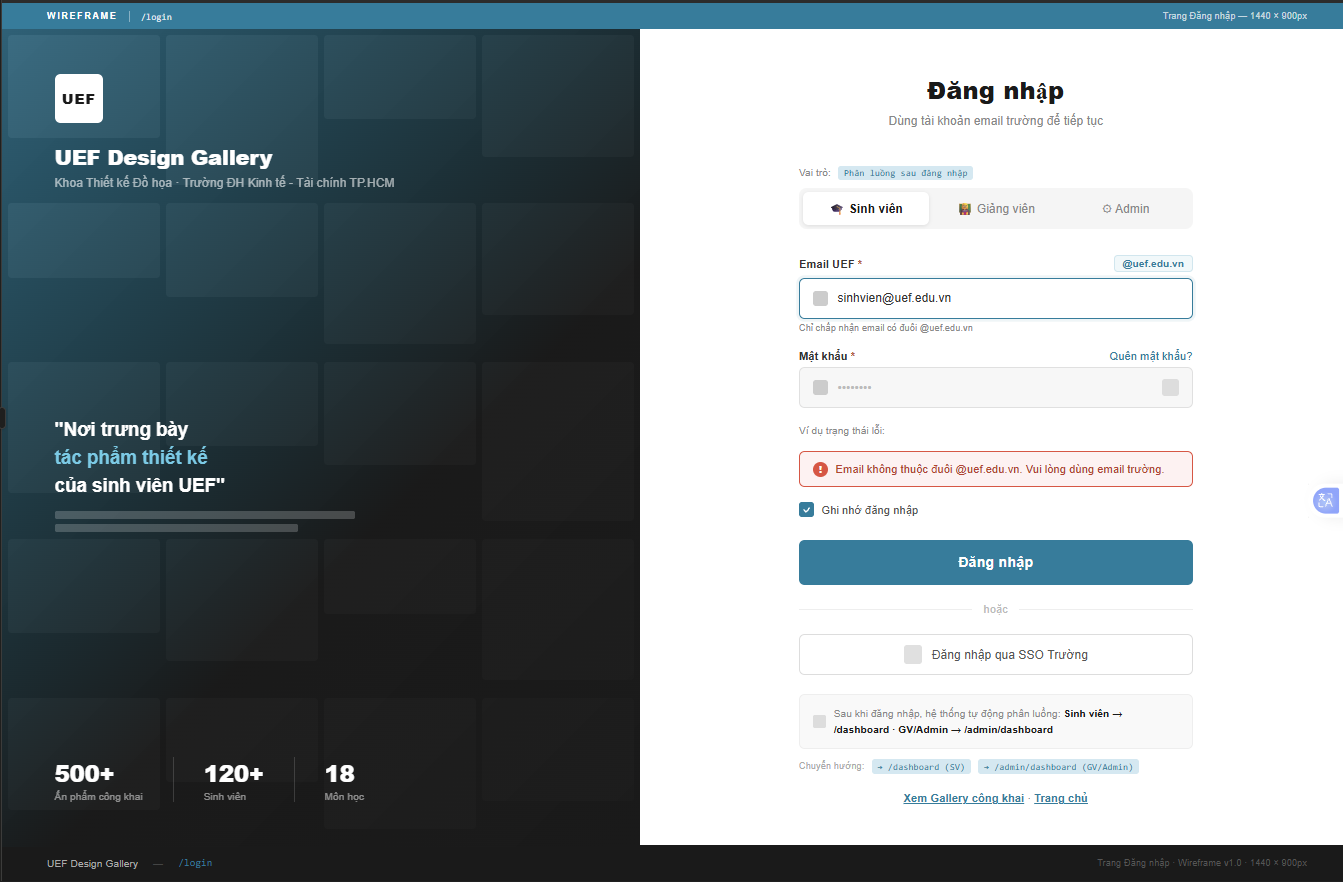 WIREFRAME | /login
Trang Đăng nhập — 1440 × 900px
UEF
UEF Design Gallery
Khoa Thiết kế Đồ họa · Trường ĐH Kinh tế - Tài chính TP.HCM
"Nơi trưng bày
tác phẩm thiết kế
của sinh viên UEF"
500+
Ấn phẩm công khai
120+
Sinh viên
18
Môn học
Đăng nhập
Dùng tài khoản email trường để tiếp tục
Vai trò: Phân luồng sau đăng nhập
🎓 Sinh viên
👩‍🏫 Giảng viên
⚙ Admin
Email UEF *
@uef.edu.vn
sinhvien@uef.edu.vn
Chỉ chấp nhận email có đuôi @uef.edu.vn
Mật khẩu *
Quên mật khẩu?
••••••••
Ví dụ trạng thái lỗi:
! Email không thuộc đuôi @uef.edu.vn. Vui lòng dùng email trường.
Ghi nhớ đăng nhập
Đăng nhập
hoặc
Đăng nhập qua SSO Trường
Sau khi đăng nhập, hệ thống tự động phân luồng: Sinh viên →
/dashboard · GV/Admin → /admin/dashboard
Chuyển hướng: → /dashboard (SV) → /admin/dashboard (GV/Admin)
Xem Gallery công khai · Trang chủ
UEF Design Gallery — /login
Trang Đăng nhập · Wireframe v1.0 · 1440 × 900px